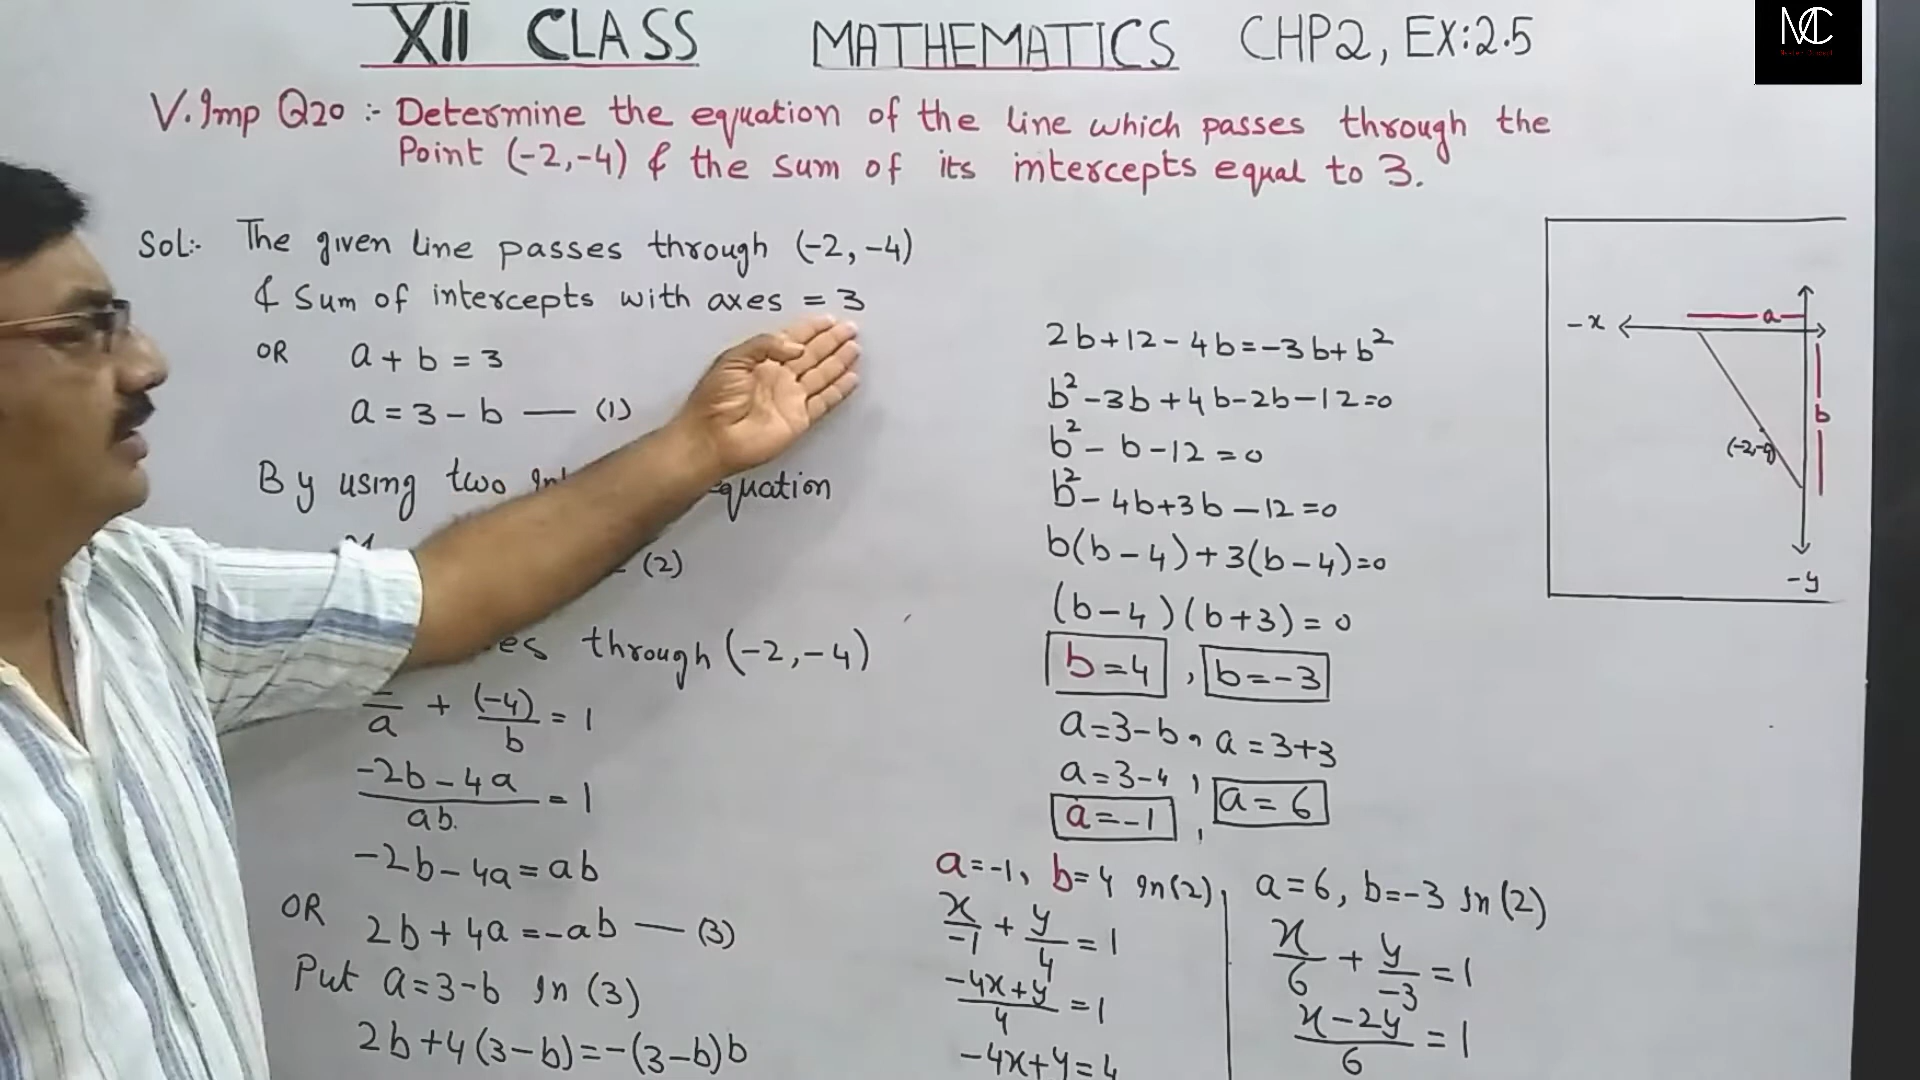 XII CLASS MATHEMATICS CHP2, EX:2.5
MC
V.Imp Q20 :- Determine the equation of the line which passes through the
Point (-2,-4) & the sum of its intercepts equal to 3.
Sol:- The given line passes through (-2,-4)
& Sum of intercepts with axes = 3
OR a + b = 3
a = 3 - b — (1)
By using two equation
(2)
through (-2,-4)
a + (-4)/b = 1
(-2b - 4a)/ab. = 1
-2b - 4a = ab
OR 2b + 4a = -ab — (3)
Put a = 3-b In (3)
2b+4(3-b) = -(3-b)b
2b+12-4b=-3b+b²
b²-3b+4b-2b-12=0
b²-b-12=0
b²-4b+3b-12=0
b(b-4)+3(b-4)=0
(b-4)(b+3)=0
b=4 , b=-3
a=3-b, a=3+3
a=3-4 ,
a=-1 , a=6
a=-1, b=4 In(2),
x/-1 + y/4 = 1
(-4x+y)/4 = 1
-4x+y=4
a=6, b=-3 In (2)
x/6 + y/-3 = 1
(x-2y)/6 = 1
-x
a
b
-y